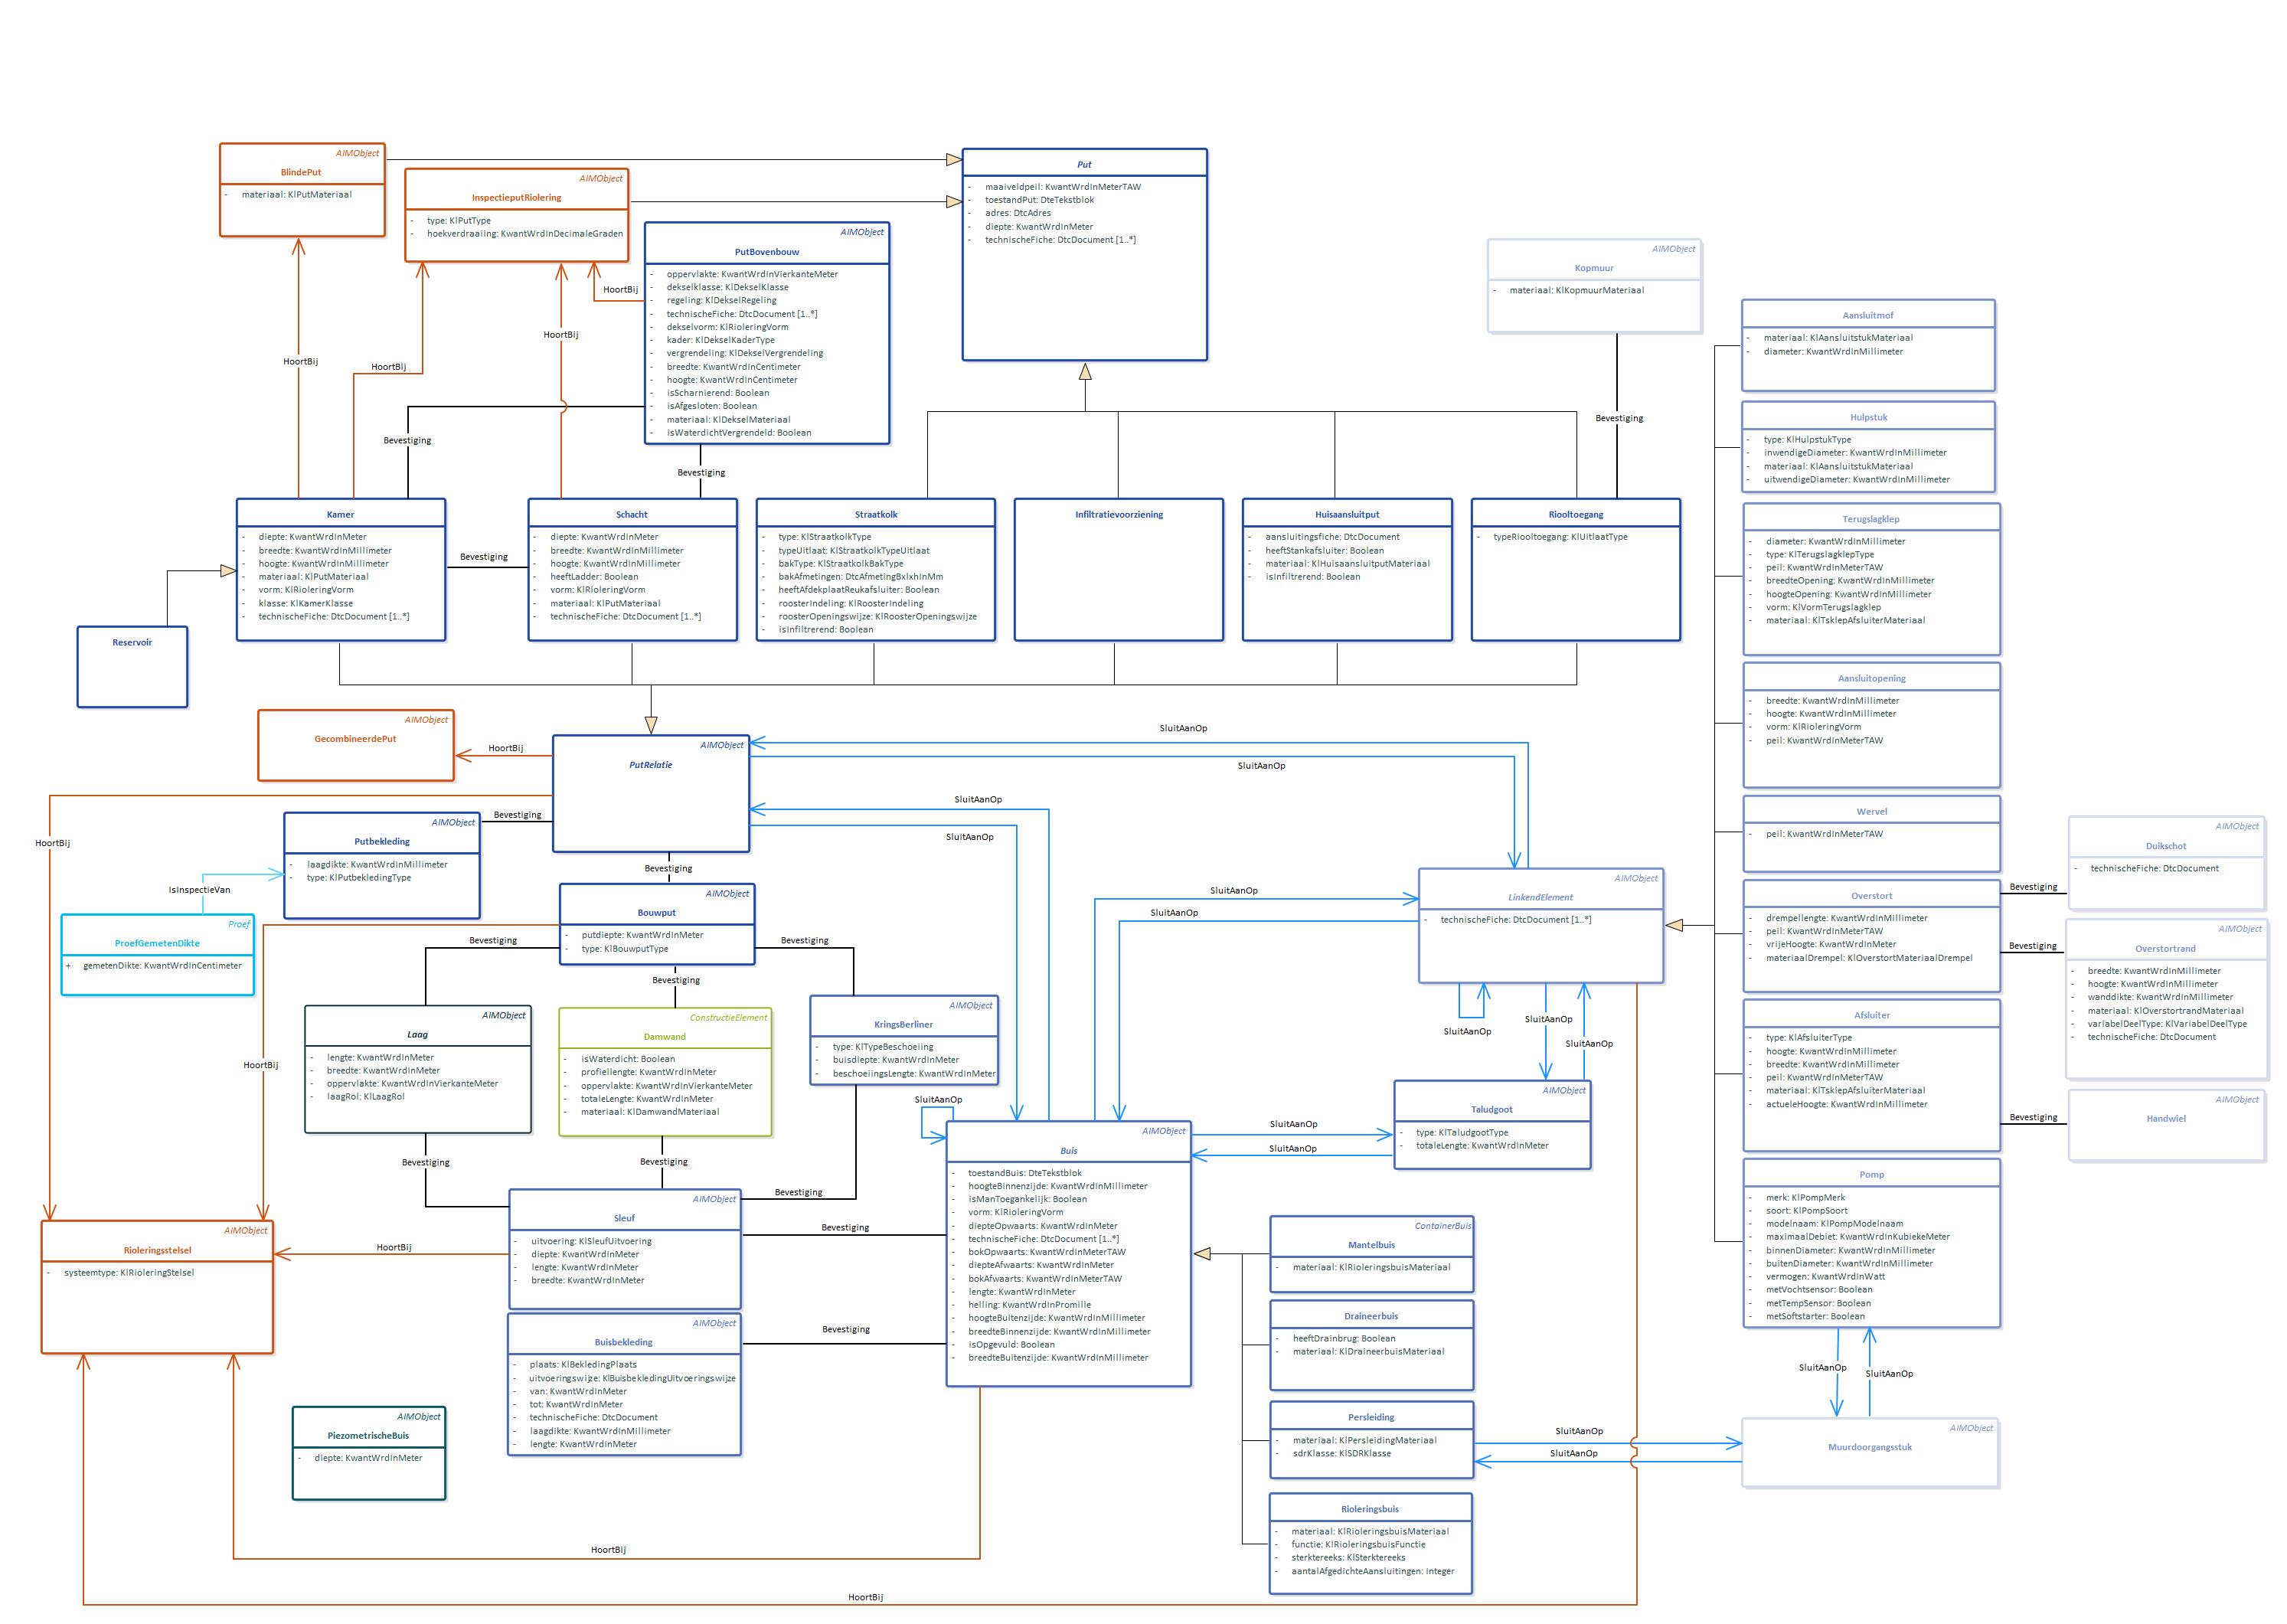 AIMObject
BlindePut
- materiaal: KlPutMateriaal
AIMObject
InspectieputRiolering
- type: KlPutType
- hoekverdraaiing: KwantWrdInDecimaleGraden
Put
- maaiveldpeil: KwantWrdInMeterTAW
- toestandPut: DteTekstblok
- adres: DtcAdres
- diepte: KwantWrdInMeter
- technischeFiche: DtcDocument [1..*]
AIMObject
PutBovenbouw
- oppervlakte: KwantWrdInVierkanteMeter
- dekselklasse: KlDekselKlasse
- regeling: KlDekselRegeling
- technischeFiche: DtcDocument [1..*]
- dekselvorm: KlRioleringVorm
- kader: KlDekselKaderType
- vergrendeling: KlDekselVergrendeling
- breedte: KwantWrdInCentimeter
- hoogte: KwantWrdInCentimeter
- isScharnierend: Boolean
- isAfgesloten: Boolean
- materiaal: KlDekselMateriaal
- isWaterdichtVergrendeld: Boolean
AIMObject
Kopmuur
- materiaal: KlKopmuurMateriaal
HoortBij
HoortBij
HoortBij
HoortBij
Bevestiging
Bevestiging
Bevestiging
Aansluitmof
- materiaal: KlAansluitstukMateriaal
- diameter: KwantWrdInMillimeter
Hulpstuk
- type: KlHulpstukType
- inwendigeDiameter: KwantWrdInMillimeter
- materiaal: KlAansluitstukMateriaal
- uitwendigeDiameter: KwantWrdInMillimeter
Kamer
- diepte: KwantWrdInMeter
- breedte: KwantWrdInMillimeter
- hoogte: KwantWrdInMillimeter
- materiaal: KlPutMateriaal
- vorm: KlRioleringVorm
- klasse: KlKamerKlasse
- technischeFiche: DtcDocument [1..*]
Bevestiging
Schacht
- diepte: KwantWrdInMeter
- breedte: KwantWrdInMillimeter
- hoogte: KwantWrdInMillimeter
- heeftLadder: Boolean
- vorm: KlRioleringVorm
- materiaal: KlPutMateriaal
- technischeFiche: DtcDocument [1..*]
Straatkolk
- type: KlStraatkolkType
- typeUitlaat: KlStraatkolkTypeUitlaat
- bakType: KlStraatkolkBakType
- bakAfmetingen: DtcAfmetingBxlxhInMm
- heeftAfdekplaatReukafsluiter: Boolean
- roosterIndeling: KlRoosterIndeling
- roosterOpeningswijze: KlRoosterOpeningswijze
- isInfiltrerend: Boolean
Infiltratievoorziening
Huisaansluitput
- aansluitingsfiche: DtcDocument
- heeftStankafsluiter: Boolean
- materiaal: KlHuisaansluitputMateriaal
- isInfiltrerend: Boolean
Riooltoegang
- typeRiooltoegang: KlUitlaatType
Terugslagklep
- diameter: KwantWrdInMillimeter
- type: KlTerugslagklepType
- peil: KwantWrdInMeterTAW
- breedteOpening: KwantWrdInMillimeter
- hoogteOpening: KwantWrdInMillimeter
- vorm: KlVormTerugslagklep
- materiaal: KlTsklepAfsluiterMateriaal
Reservoir
Aansluitopening
- breedte: KwantWrdInMillimeter
- hoogte: KwantWrdInMillimeter
- vorm: KlRioleringVorm
- peil: KwantWrdInMeterTAW
AIMObject
GecombineerdePut
HoortBij
AIMObject
PutRelatie
SluitAanOp
SluitAanOp
SluitAanOp
SluitAanOp
Wervel
- peil: KwantWrdInMeterTAW
HoortBij
Bevestiging
AIMObject
Putbekleding
- laagdikte: KwantWrdInMillimeter
- type: KlPutbekledingType
IsInspectieVan
Bevestiging
AIMObject
Bouwput
- putdiepte: KwantWrdInMeter
- type: KlBouwputType
Proef
ProefGemetenDikte
+ gemetenDikte: KwantWrdInCentimeter
Bevestiging
Bevestiging
Bevestiging
SluitAanOp
SluitAanOp
AIMObject
LinkendElement
- technischeFiche: DtcDocument [1..*]
Overstort
- drempellengte: KwantWrdInMillimeter
- peil: KwantWrdInMeterTAW
- vrijeHoogte: KwantWrdInMeter
- materiaalDrempel: KlOverstortMateriaalDrempel
Bevestiging
Bevestiging
AIMObject
Duikschot
- technischeFiche: DtcDocument
AIMObject
Overstortrand
- breedte: KwantWrdInMillimeter
- hoogte: KwantWrdInMillimeter
- wanddikte: KwantWrdInMillimeter
- materiaal: KlOverstortrandMateriaal
- variabelDeelType: KlVariabelDeelType
- technischeFiche: DtcDocument
AIMObject
Laag
- lengte: KwantWrdInMeter
- breedte: KwantWrdInMeter
- oppervlakte: KwantWrdInVierkanteMeter
- laagRol: KlLaagRol
ConstructieElement
Damwand
- isWaterdicht: Boolean
- profiellengte: KwantWrdInMeter
- oppervlakte: KwantWrdInVierkanteMeter
- totaleLengte: KwantWrdInMeter
- materiaal: KlDamwandMateriaal
AIMObject
KringsBerliner
- type: KlTypeBeschoeiing
- buisdiepte: KwantWrdInMeter
- beschoeiingsLengte: KwantWrdInMeter
SluitAanOp
SluitAanOp
SluitAanOp
Afsluiter
- type: KlAfsluiterType
- hoogte: KwantWrdInMillimeter
- breedte: KwantWrdInMillimeter
- peil: KwantWrdInMeterTAW
- materiaal: KlTsklepAfsluiterMateriaal
- actueleHoogte: KwantWrdInMillimeter
Bevestiging
AIMObject
Handwiel
HoortBij
SluitAanOp
AIMObject
Buis
- toestandBuis: DteTekstblok
- hoogteBinnenzijde: KwantWrdInMillimeter
- isManToegankelijk: Boolean
- vorm: KlRioleringVorm
- diepteOpwaarts: KwantWrdInMeter
- technischeFiche: DtcDocument [1..*]
- bokOpwaarts: KwantWrdInMeterTAW
- diepteAfwaarts: KwantWrdInMeter
- bokAfwaarts: KwantWrdInMeterTAW
- lengte: KwantWrdInMeter
- helling: KwantWrdInPromille
- hoogteBuitenzijde: KwantWrdInMillimeter
- breedteBinnenzijde: KwantWrdInMillimeter
- isOpgevuld: Boolean
- breedteBuitenzijde: KwantWrdInMillimeter
SluitAanOp
SluitAanOp
AIMObject
Taludgoot
- type: KlTaludgootType
- totaleLengte: KwantWrdInMeter
Bevestiging
Bevestiging
Bevestiging
AIMObject
Sleuf
- uitvoering: KlSleufUitvoering
- diepte: KwantWrdInMeter
- lengte: KwantWrdInMeter
- breedte: KwantWrdInMeter
Bevestiging
HoortBij
AIMObject
Rioleringsstelsel
- systeemtype: KlRioleringStelsel
AIMObject
Buisbekleding
- plaats: KlBekledingPlaats
- uitvoeringswijze: KlBuisbekledingUitvoeringswijze
- van: KwantWrdInMeter
- tot: KwantWrdInMeter
- technischeFiche: DtcDocument
- laagdikte: KwantWrdInMillimeter
- lengte: KwantWrdInMeter
Bevestiging
ContainerBuis
Mantelbuis
- materiaal: KlRioleringsbuisMateriaal
Draineerbuis
- heeftDrainbrug: Boolean
- materiaal: KlDraineerbuisMateriaal
Persleiding
- materiaal: KlPersleidingMateriaal
- sdrKlasse: KlSDRKlasse
Rioleringsbuis
- materiaal: KlRioleringsbuisMateriaal
- functie: KlRioleringsbuisFunctie
- sterktereeks: KlSterktereeks
- aantalAfgedichteAansluitingen: Integer
Pomp
- merk: KlPompMerk
- soort: KlPompSoort
- modelnaam: KlPompModelnaam
- maximaalDebiet: KwantWrdInKubiekeMeter
- binnenDiameter: KwantWrdInMillimeter
- buitenDiameter: KwantWrdInMillimeter
- vermogen: KwantWrdInWatt
- metVochtsensor: Boolean
- metTempSensor: Boolean
- metSoftstarter: Boolean
SluitAanOp
SluitAanOp
SluitAanOp
SluitAanOp
AIMObject
Muurdoorgangsstuk
AIMObject
PiezometrischeBuis
- diepte: KwantWrdInMeter
HoortBij
HoortBij